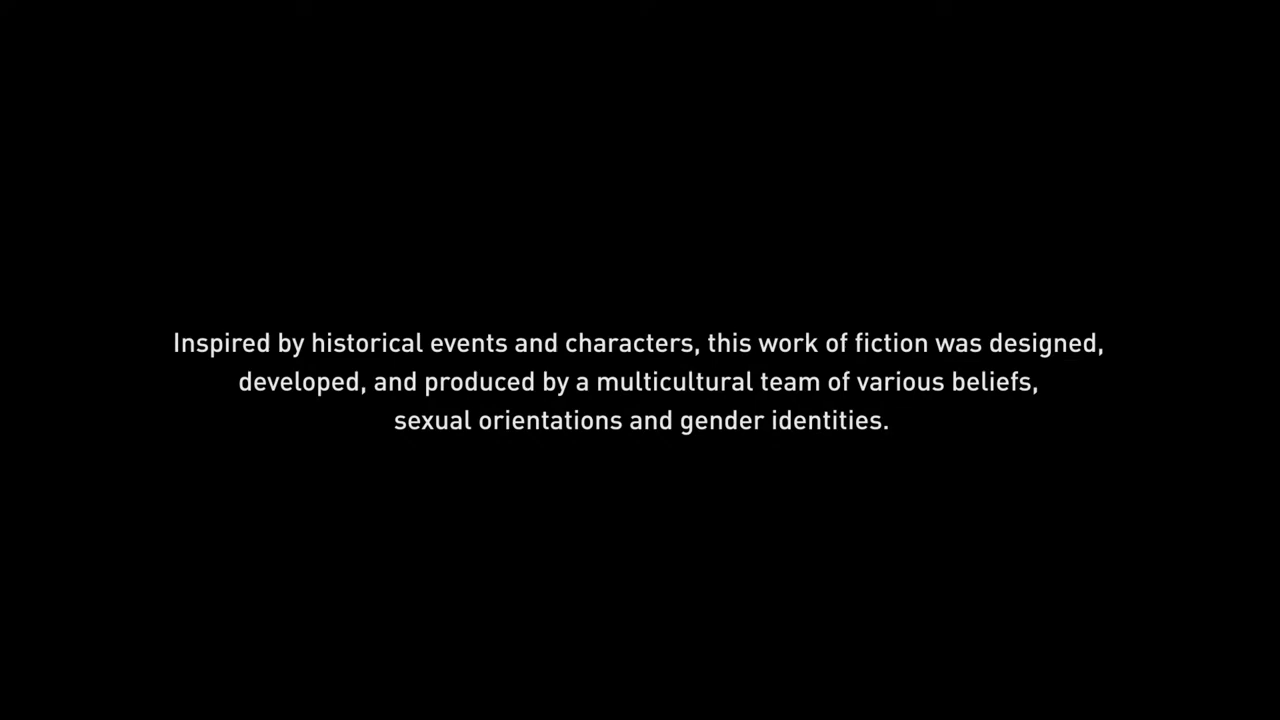 Inspired by historical events and characters, this work of fiction was designed,
developed, and produced by a multicultural team of various beliefs,
sexual orientations and gender identities.